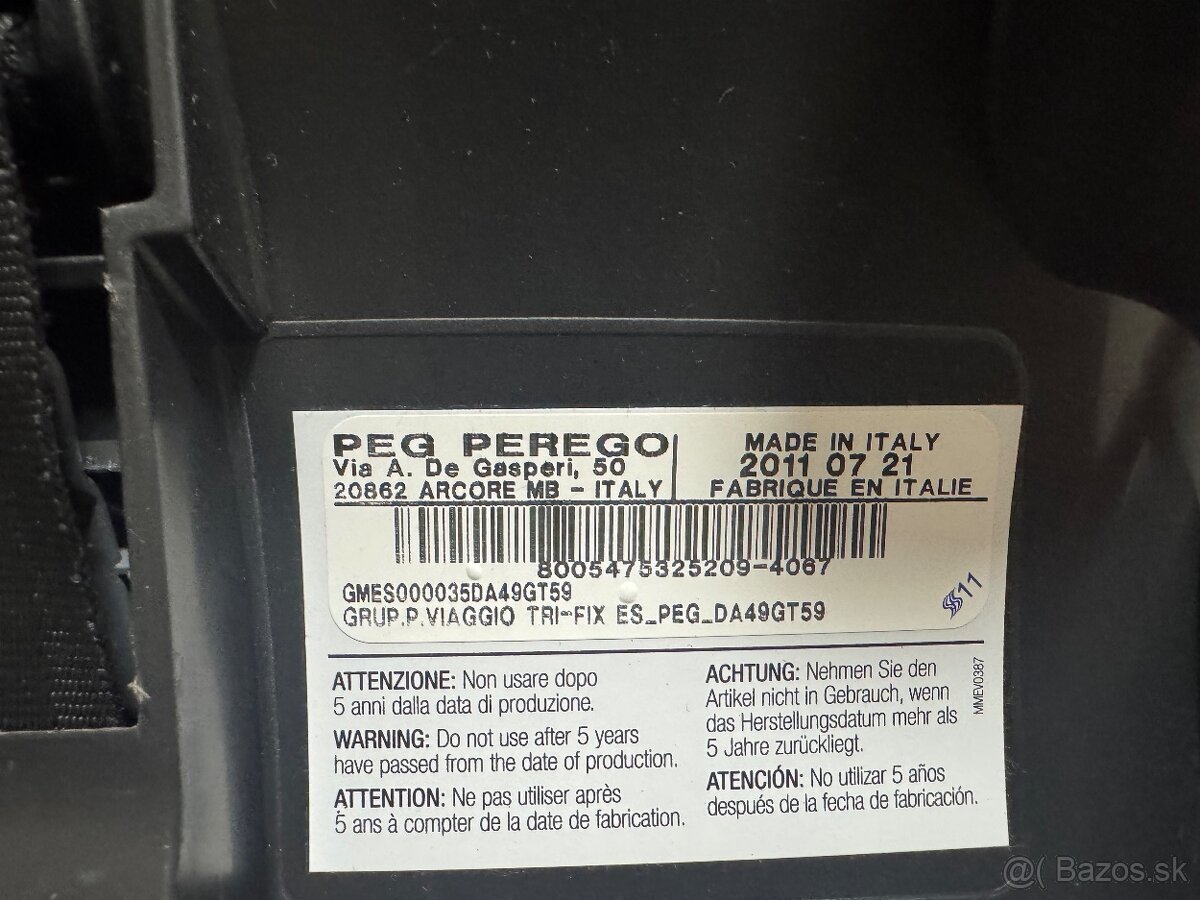 PEG PEREGO
Via A. De Gasperi, 50
20862 ARCORE MB - ITALY
MADE IN ITALY
2011 07 21
FABRIQUE EN ITALIE
8005475325209-4067
GMES000035DA49GT59
GRUP.P.VIAGGIO TRI-FIX ES_PEG_DA49GT59
11
ATTENZIONE: Non usare dopo
5 anni dalla data di produzione.
WARNING: Do not use after 5 years
have passed from the date of production.
ATTENTION: Ne pas utiliser après
5 ans à compter de la date de fabrication.
ACHTUNG: Nehmen Sie den
Artikel nicht in Gebrauch, wenn
das Herstellungsdatum mehr als
5 Jahre zurückliegt.
ATENCIÓN: No utilizar 5 años
después de la fecha de fabricación.
MMEV0387
@( Bazos.sk